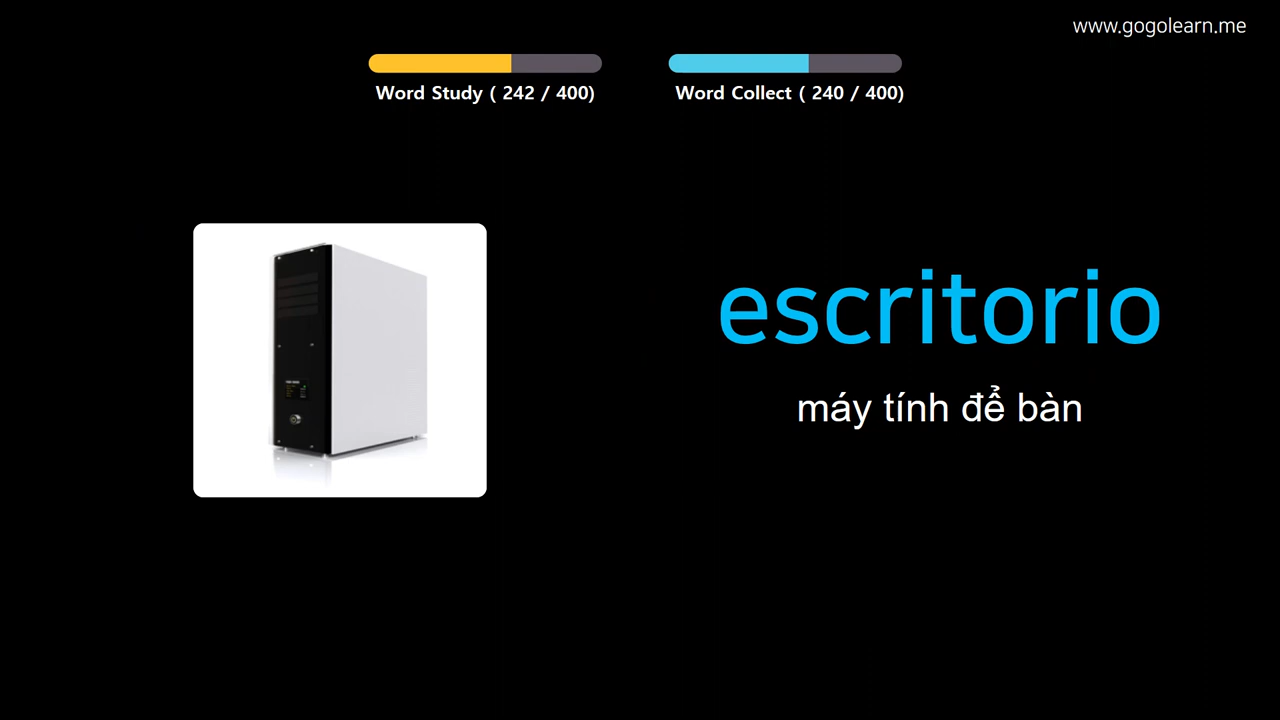 www.gogolearn.me
Word Study ( 242 / 400)
Word Collect ( 240 / 400)
escritorio
máy tính để bàn